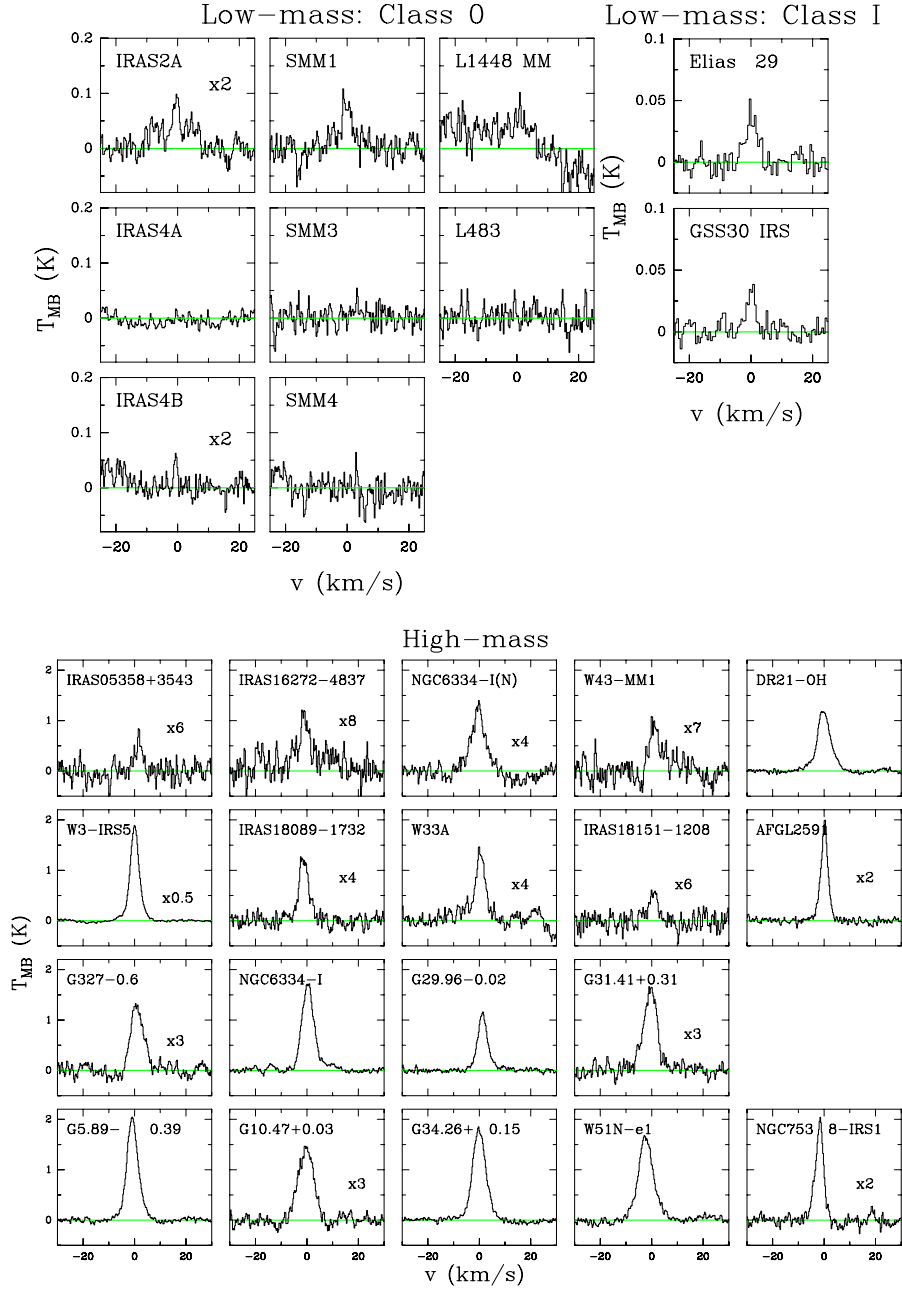 Low-mass: Class 0
Low-mass: Class I
IRAS2A
x2
SMM1
L1448 MM
Elias 29
0.2
0.1
0
0.1
0.05
0
IRAS4A
SMM3
L483
GSS30 IRS
0.2
0.1
0
0.1
0.05
0
T_MB (K)
T_MB (K)
-20 0 20
-20 0 20
v (km/s)
IRAS4B
x2
SMM4
0.2
0.1
0
-20 0 20
-20 0 20
v (km/s)
High-mass
IRAS05358+3543
x6
IRAS16272-4837
x8
NGC6334-I(N)
x4
W43-MM1
x7
DR21-OH
2
1
0
W3-IRS5
x0.5
IRAS18089-1732
x4
W33A
x4
IRAS18151-1208
x6
AFGL2591
x2
2
1
0
T_MB (K)
G327-0.6
x3
NGC6334-I
G29.96-0.02
G31.41+0.31
x3
2
1
0
G5.89- 0.39
G10.47+0.03
x3
G34.26+ 0.15
W51N-e1
NGC753 8-IRS1
x2
2
1
0
-20 0 20
-20 0 20
-20 0 20
-20 0 20
-20 0 20
v (km/s)